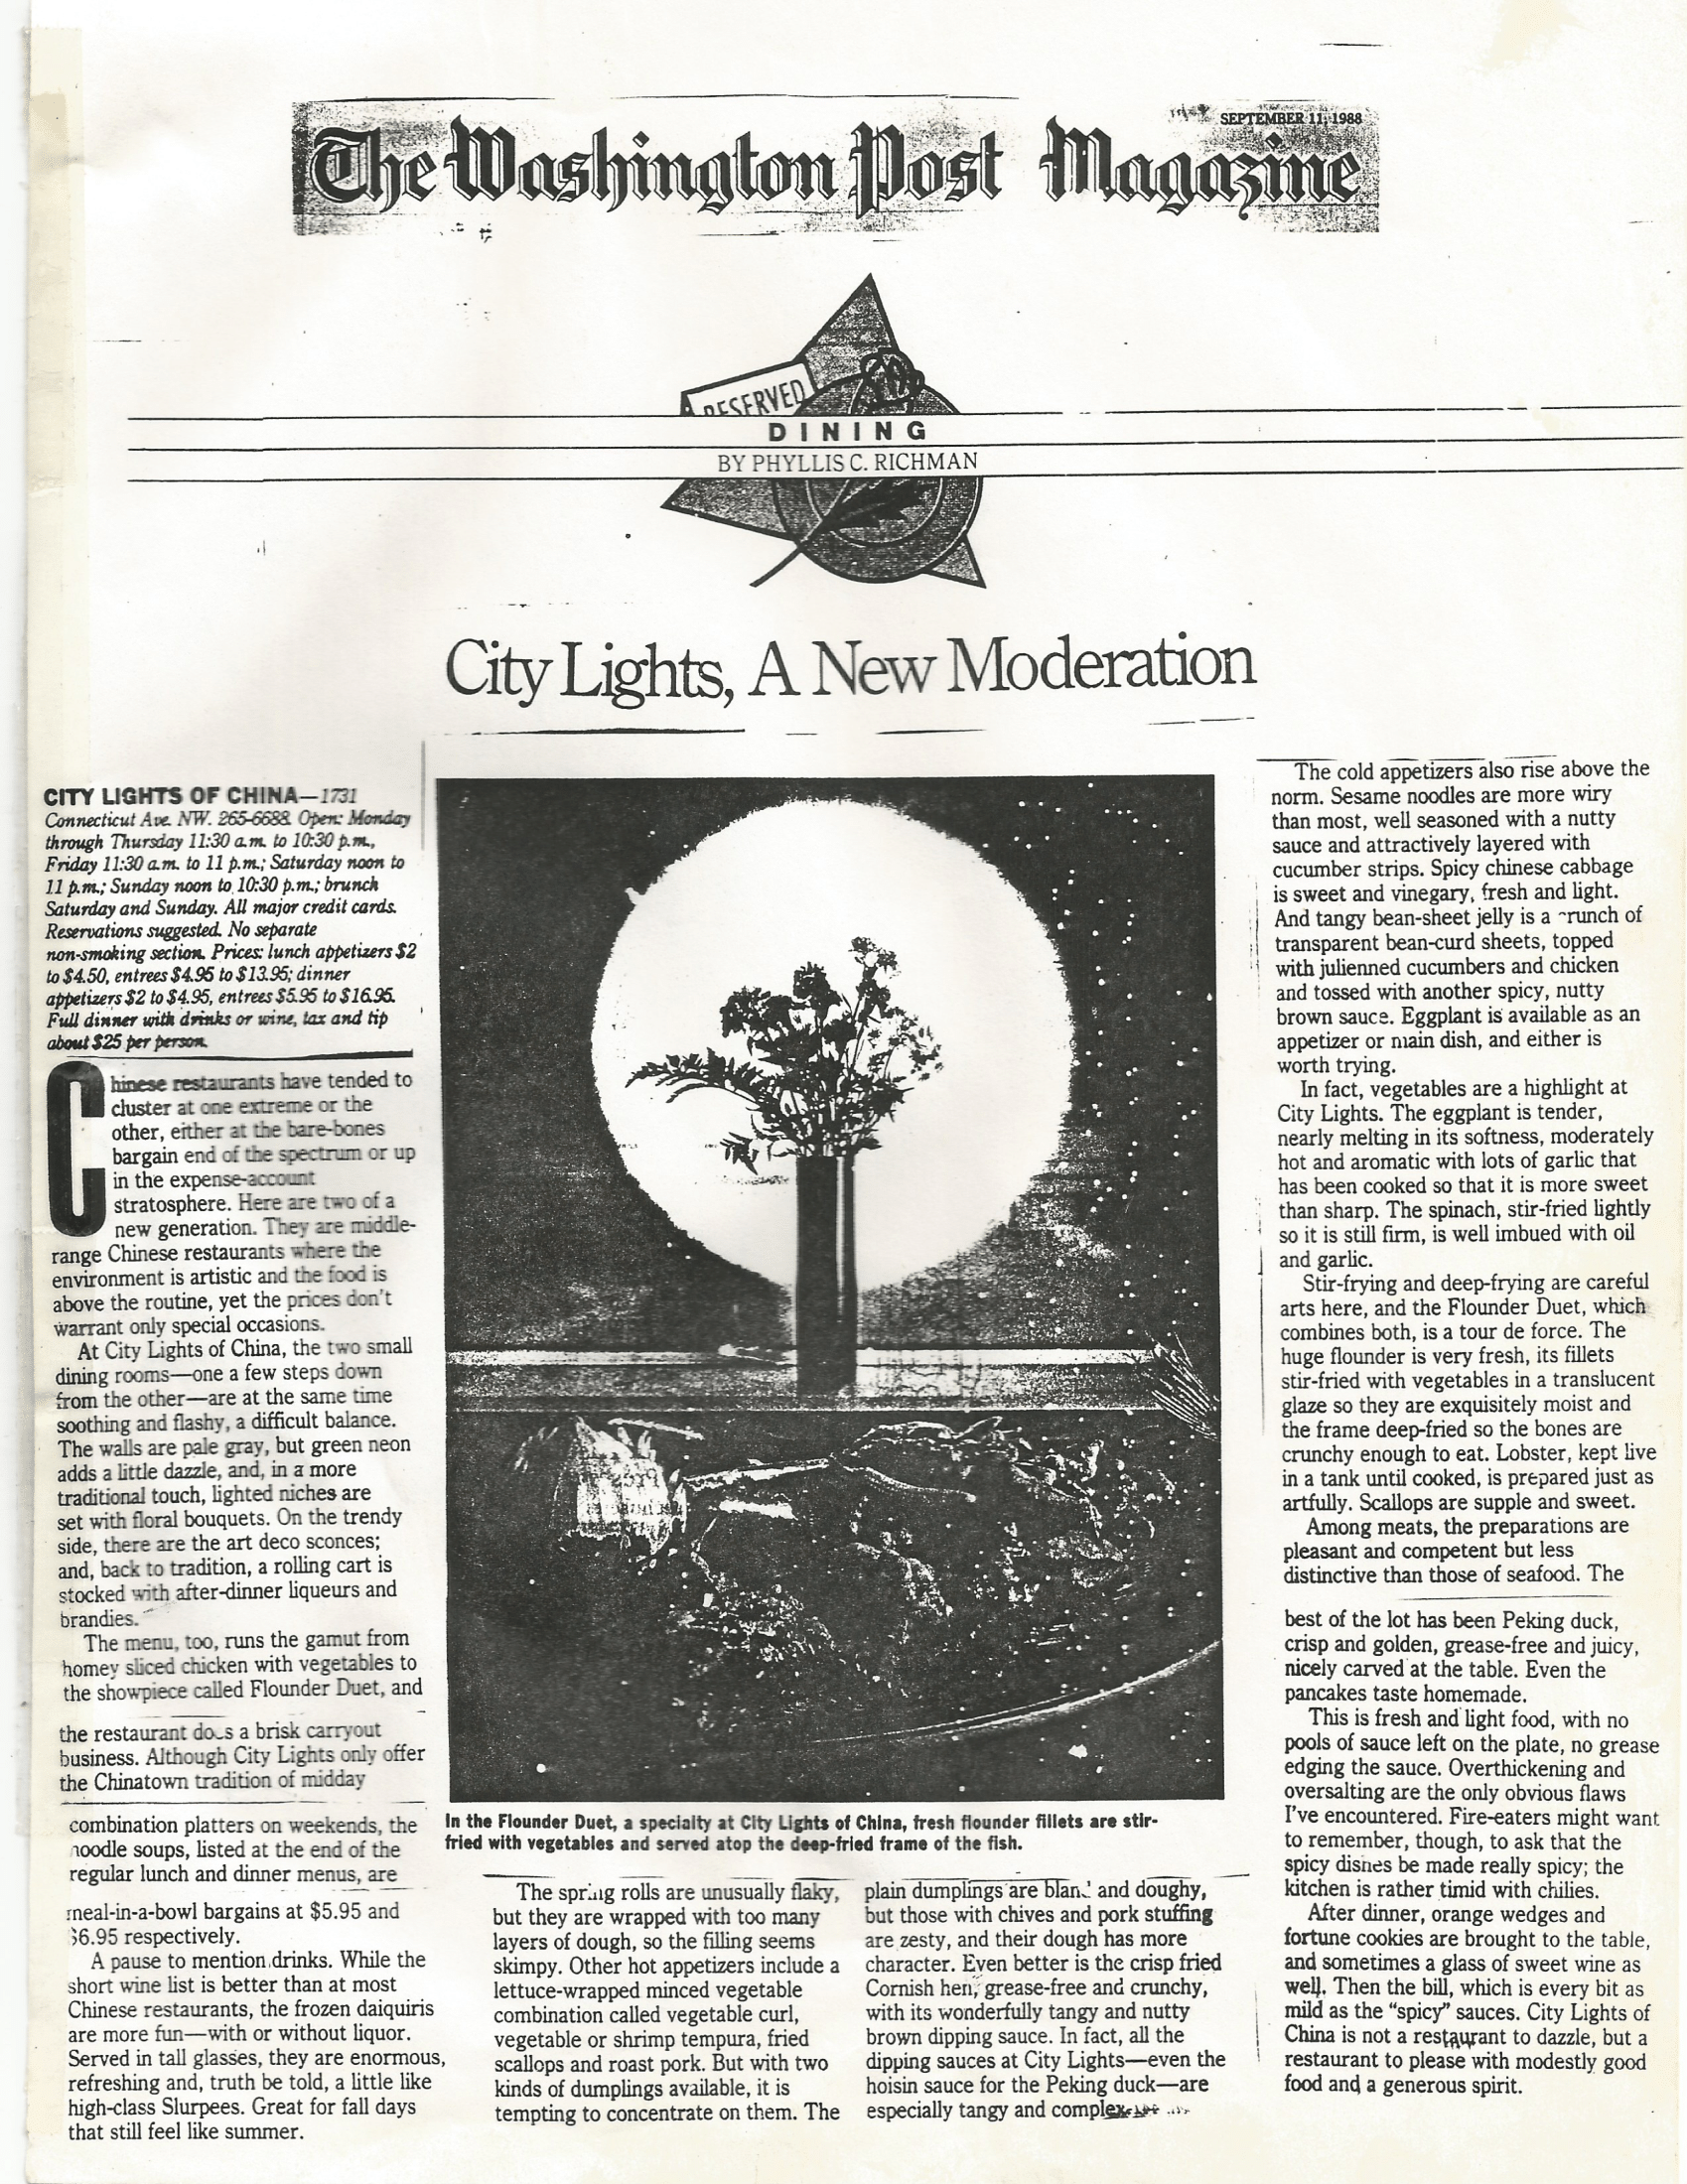 SEPTEMBER 11, 1988
The Washington Post Magazine
RESERVED
DINING
BY PHYLLIS C. RICHMAN
City Lights, A New Moderation
CITY LIGHTS OF CHINA—1731
Connecticut Ave. NW. 265-6688. Open: Monday
through Thursday 11:30 a.m. to 10:30 p.m.,
Friday 11:30 a.m. to 11 p.m.; Saturday noon to
11 p.m.; Sunday noon to 10:30 p.m.; brunch
Saturday and Sunday. All major credit cards.
Reservations suggested. No separate
non-smoking section. Prices: lunch appetizers $2
to $4.50, entrees $4.95 to $13.95; dinner
appetizers $2 to $4.95, entrees $5.95 to $16.95.
Full dinner with drinks or wine, tax and tip
about $25 per person.
Chinese restaurants have tended to
cluster at one extreme or the
other, either at the bare-bones
bargain end of the spectrum or up
in the expense-account
stratosphere. Here are two of a
new generation. They are middle-
range Chinese restaurants where the
environment is artistic and the food is
above the routine, yet the prices don't
warrant only special occasions.
At City Lights of China, the two small
dining rooms—one a few steps down
from the other—are at the same time
soothing and flashy, a difficult balance.
The walls are pale gray, but green neon
adds a little dazzle, and, in a more
traditional touch, lighted niches are
set with floral bouquets. On the trendy
side, there are the art deco sconces;
and, back to tradition, a rolling cart is
stocked with after-dinner liqueurs and
brandies.
The menu, too, runs the gamut from
homey sliced chicken with vegetables to
the showpiece called Flounder Duet, and
the restaurant does a brisk carryout
business. Although City Lights only offer
the Chinatown tradition of midday
combination platters on weekends, the
noodle soups, listed at the end of the
regular lunch and dinner menus, are
meal-in-a-bowl bargains at $5.95 and
$6.95 respectively.
A pause to mention drinks. While the
short wine list is better than at most
Chinese restaurants, the frozen daiquiris
are more fun—with or without liquor.
Served in tall glasses, they are enormous,
refreshing and, truth be told, a little like
high-class Slurpees. Great for fall days
that still feel like summer.
In the Flounder Duet, a specialty at City Lights of China, fresh flounder fillets are stir-
fried with vegetables and served atop the deep-fried frame of the fish.
The spring rolls are unusually flaky,
but they are wrapped with too many
layers of dough, so the filling seems
skimpy. Other hot appetizers include a
lettuce-wrapped minced vegetable
combination called vegetable curl,
vegetable or shrimp tempura, fried
scallops and roast pork. But with two
kinds of dumplings available, it is
tempting to concentrate on them. The
plain dumplings are bland and doughy,
but those with chives and pork stuffing
are zesty, and their dough has more
character. Even better is the crisp fried
Cornish hen, grease-free and crunchy,
with its wonderfully tangy and nutty
brown dipping sauce. In fact, all the
dipping sauces at City Lights—even the
hoisin sauce for the Peking duck—are
especially tangy and complex.
The cold appetizers also rise above the
norm. Sesame noodles are more wiry
than most, well seasoned with a nutty
sauce and attractively layered with
cucumber strips. Spicy chinese cabbage
is sweet and vinegary, fresh and light.
And tangy bean-sheet jelly is a crunch of
transparent bean-curd sheets, topped
with julienned cucumbers and chicken
and tossed with another spicy, nutty
brown sauce. Eggplant is available as an
appetizer or main dish, and either is
worth trying.
In fact, vegetables are a highlight at
City Lights. The eggplant is tender,
nearly melting in its softness, moderately
hot and aromatic with lots of garlic that
has been cooked so that it is more sweet
than sharp. The spinach, stir-fried lightly
so it is still firm, is well imbued with oil
and garlic.
Stir-frying and deep-frying are careful
arts here, and the Flounder Duet, which
combines both, is a tour de force. The
huge flounder is very fresh, its fillets
stir-fried with vegetables in a translucent
glaze so they are exquisitely moist and
the frame deep-fried so the bones are
crunchy enough to eat. Lobster, kept live
in a tank until cooked, is prepared just as
artfully. Scallops are supple and sweet.
Among meats, the preparations are
pleasant and competent but less
distinctive than those of seafood. The
best of the lot has been Peking duck,
crisp and golden, grease-free and juicy,
nicely carved at the table. Even the
pancakes taste homemade.
This is fresh and light food, with no
pools of sauce left on the plate, no grease
edging the sauce. Overthickening and
oversalting are the only obvious flaws
I've encountered. Fire-eaters might want
to remember, though, to ask that the
spicy dishes be made really spicy; the
kitchen is rather timid with chilies.
After dinner, orange wedges and
fortune cookies are brought to the table,
and sometimes a glass of sweet wine as
well. Then the bill, which is every bit as
mild as the "spicy" sauces. City Lights of
China is not a restaurant to dazzle, but a
restaurant to please with modestly good
food and a generous spirit.